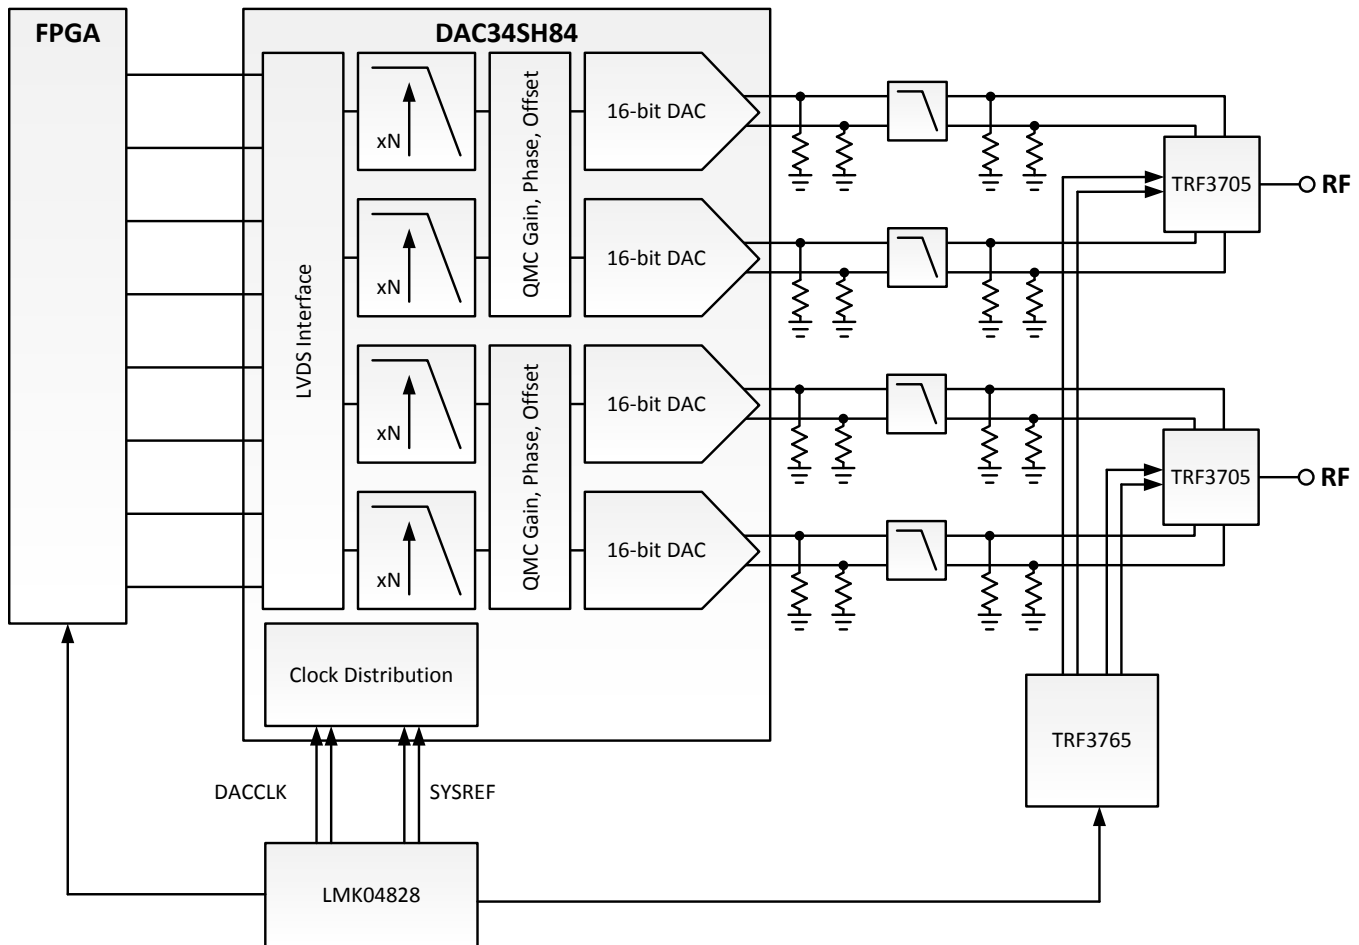 FPGA
DAC34SH84
LVDS Interface
xN
QMC Gain, Phase, Offset
16-bit DAC
xN
16-bit DAC
xN
QMC Gain, Phase, Offset
16-bit DAC
xN
16-bit DAC
TRF3705
RF
TRF3705
RF
Clock Distribution
TRF3765
DACCLK
SYSREF
LMK04828